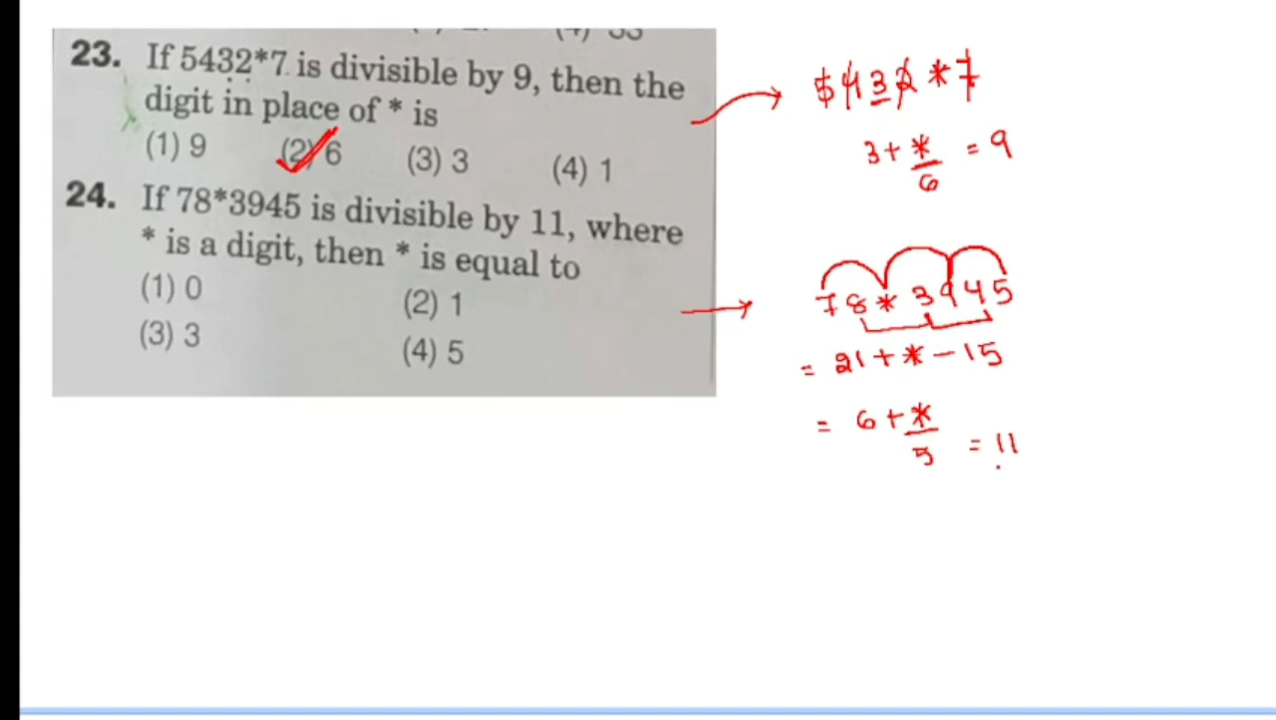 23. If 5432*7 is divisible by 9, then the
digit in place of * is
(1) 9 (2) 6 (3) 3 (4) 1
24. If 78*3945 is divisible by 11, where
* is a digit, then * is equal to
(1) 0 (2) 1
(3) 3 (4) 5
5432*7
3 + * = 9
6
78*3945
= 21 + * - 15
= 6 + * = 11
5